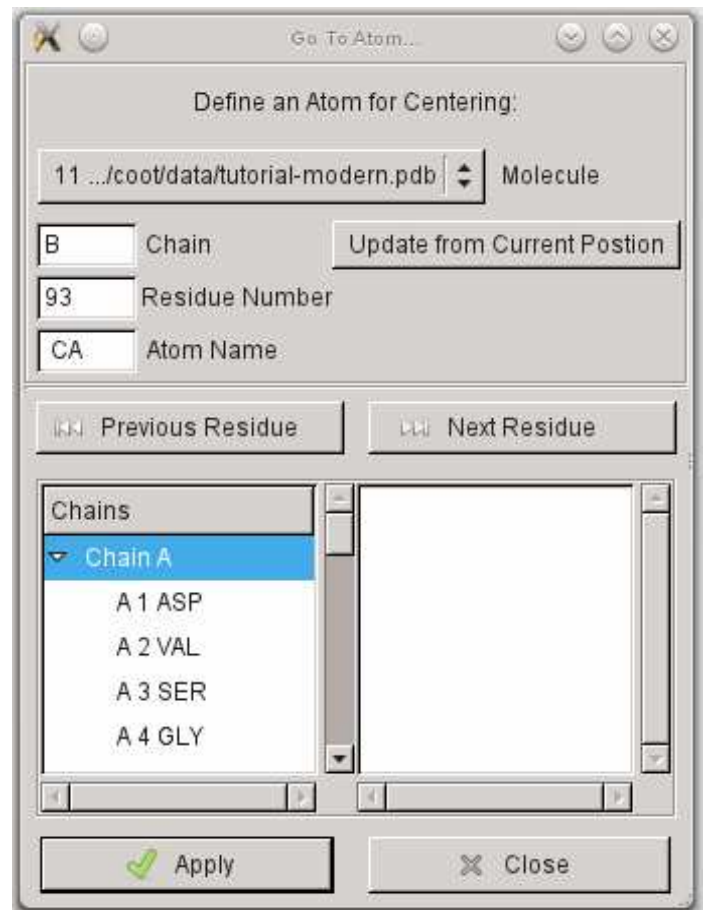 Go To Atom...
Define an Atom for Centering:
11 .../coot/data/tutorial-modern.pdb Molecule
B Chain Update from Current Postion
93 Residue Number
CA Atom Name
Previous Residue Next Residue
Chains
Chain A
A 1 ASP
A 2 VAL
A 3 SER
A 4 GLY
Apply Close